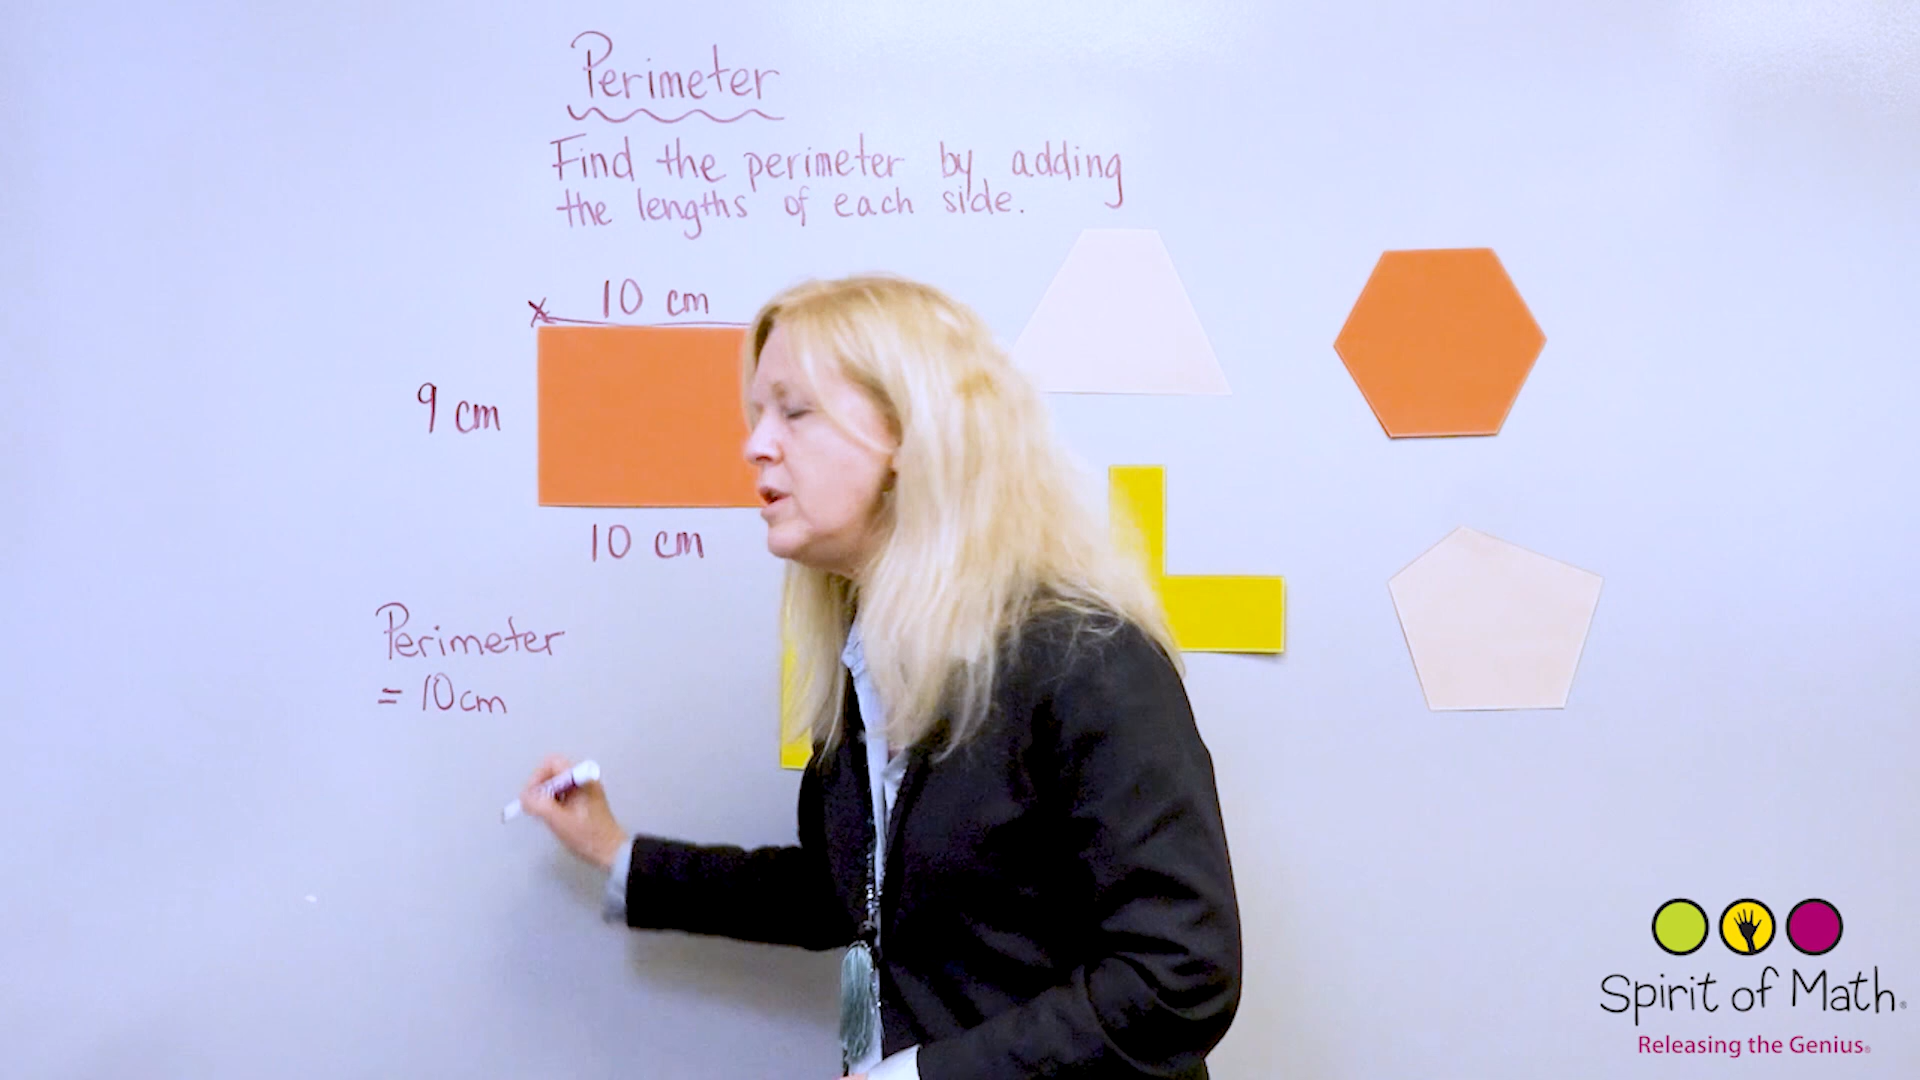 Perimeter
Find the perimeter by adding
the lengths of each side.
10 cm
9 cm
10 cm
Perimeter
= 10cm
Spirit of Math®
Releasing the Genius®